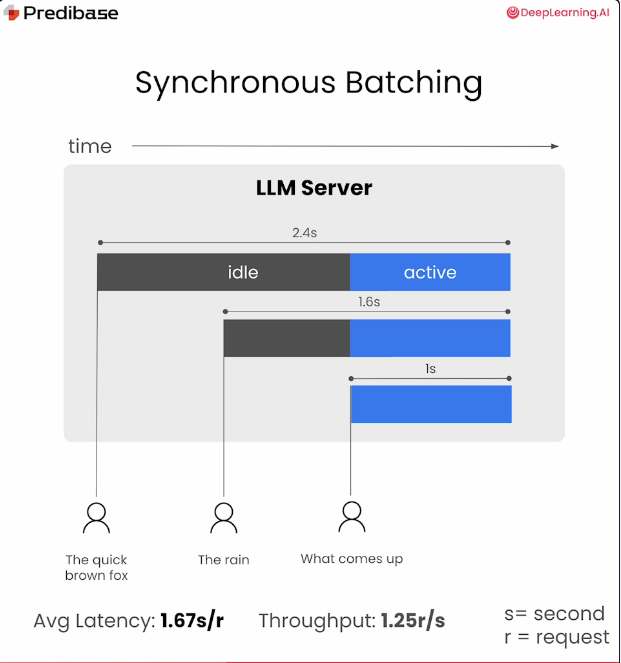 Predibase
DeepLearning.AI
Synchronous Batching
time
LLM Server
2.4s
idle
active
1.6s
1s
The quick
brown fox
The rain
What comes up
Avg Latency: 1.67s/r
Throughput: 1.25r/s
s= second
r = request